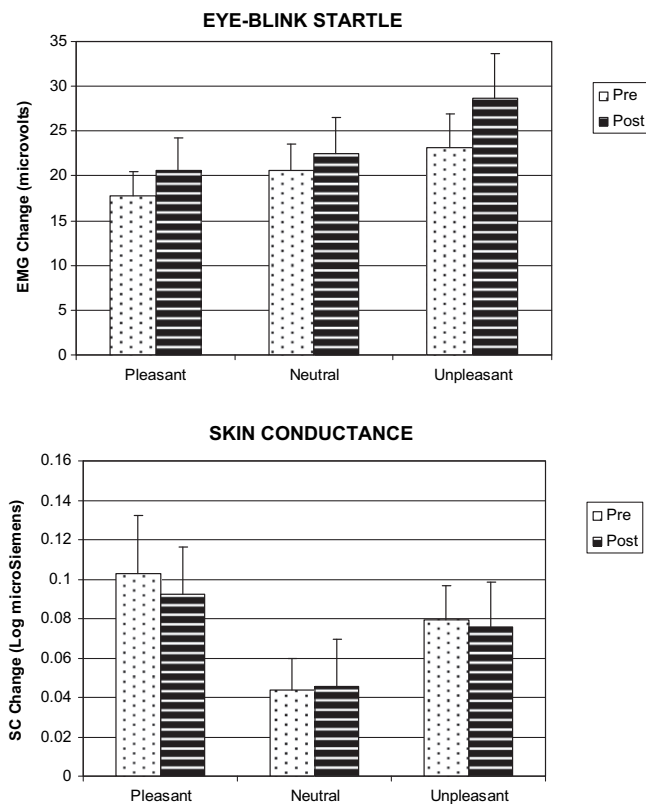 EYE-BLINK STARTLE
EMG Change (microvolts)
35
30
25
20
15
10
5
0
Pleasant Neutral Unpleasant
Pre
Post
SKIN CONDUCTANCE
SC Change (Log microSiemens)
0.16
0.14
0.12
0.1
0.08
0.06
0.04
0.02
0
Pleasant Neutral Unpleasant
Pre
Post